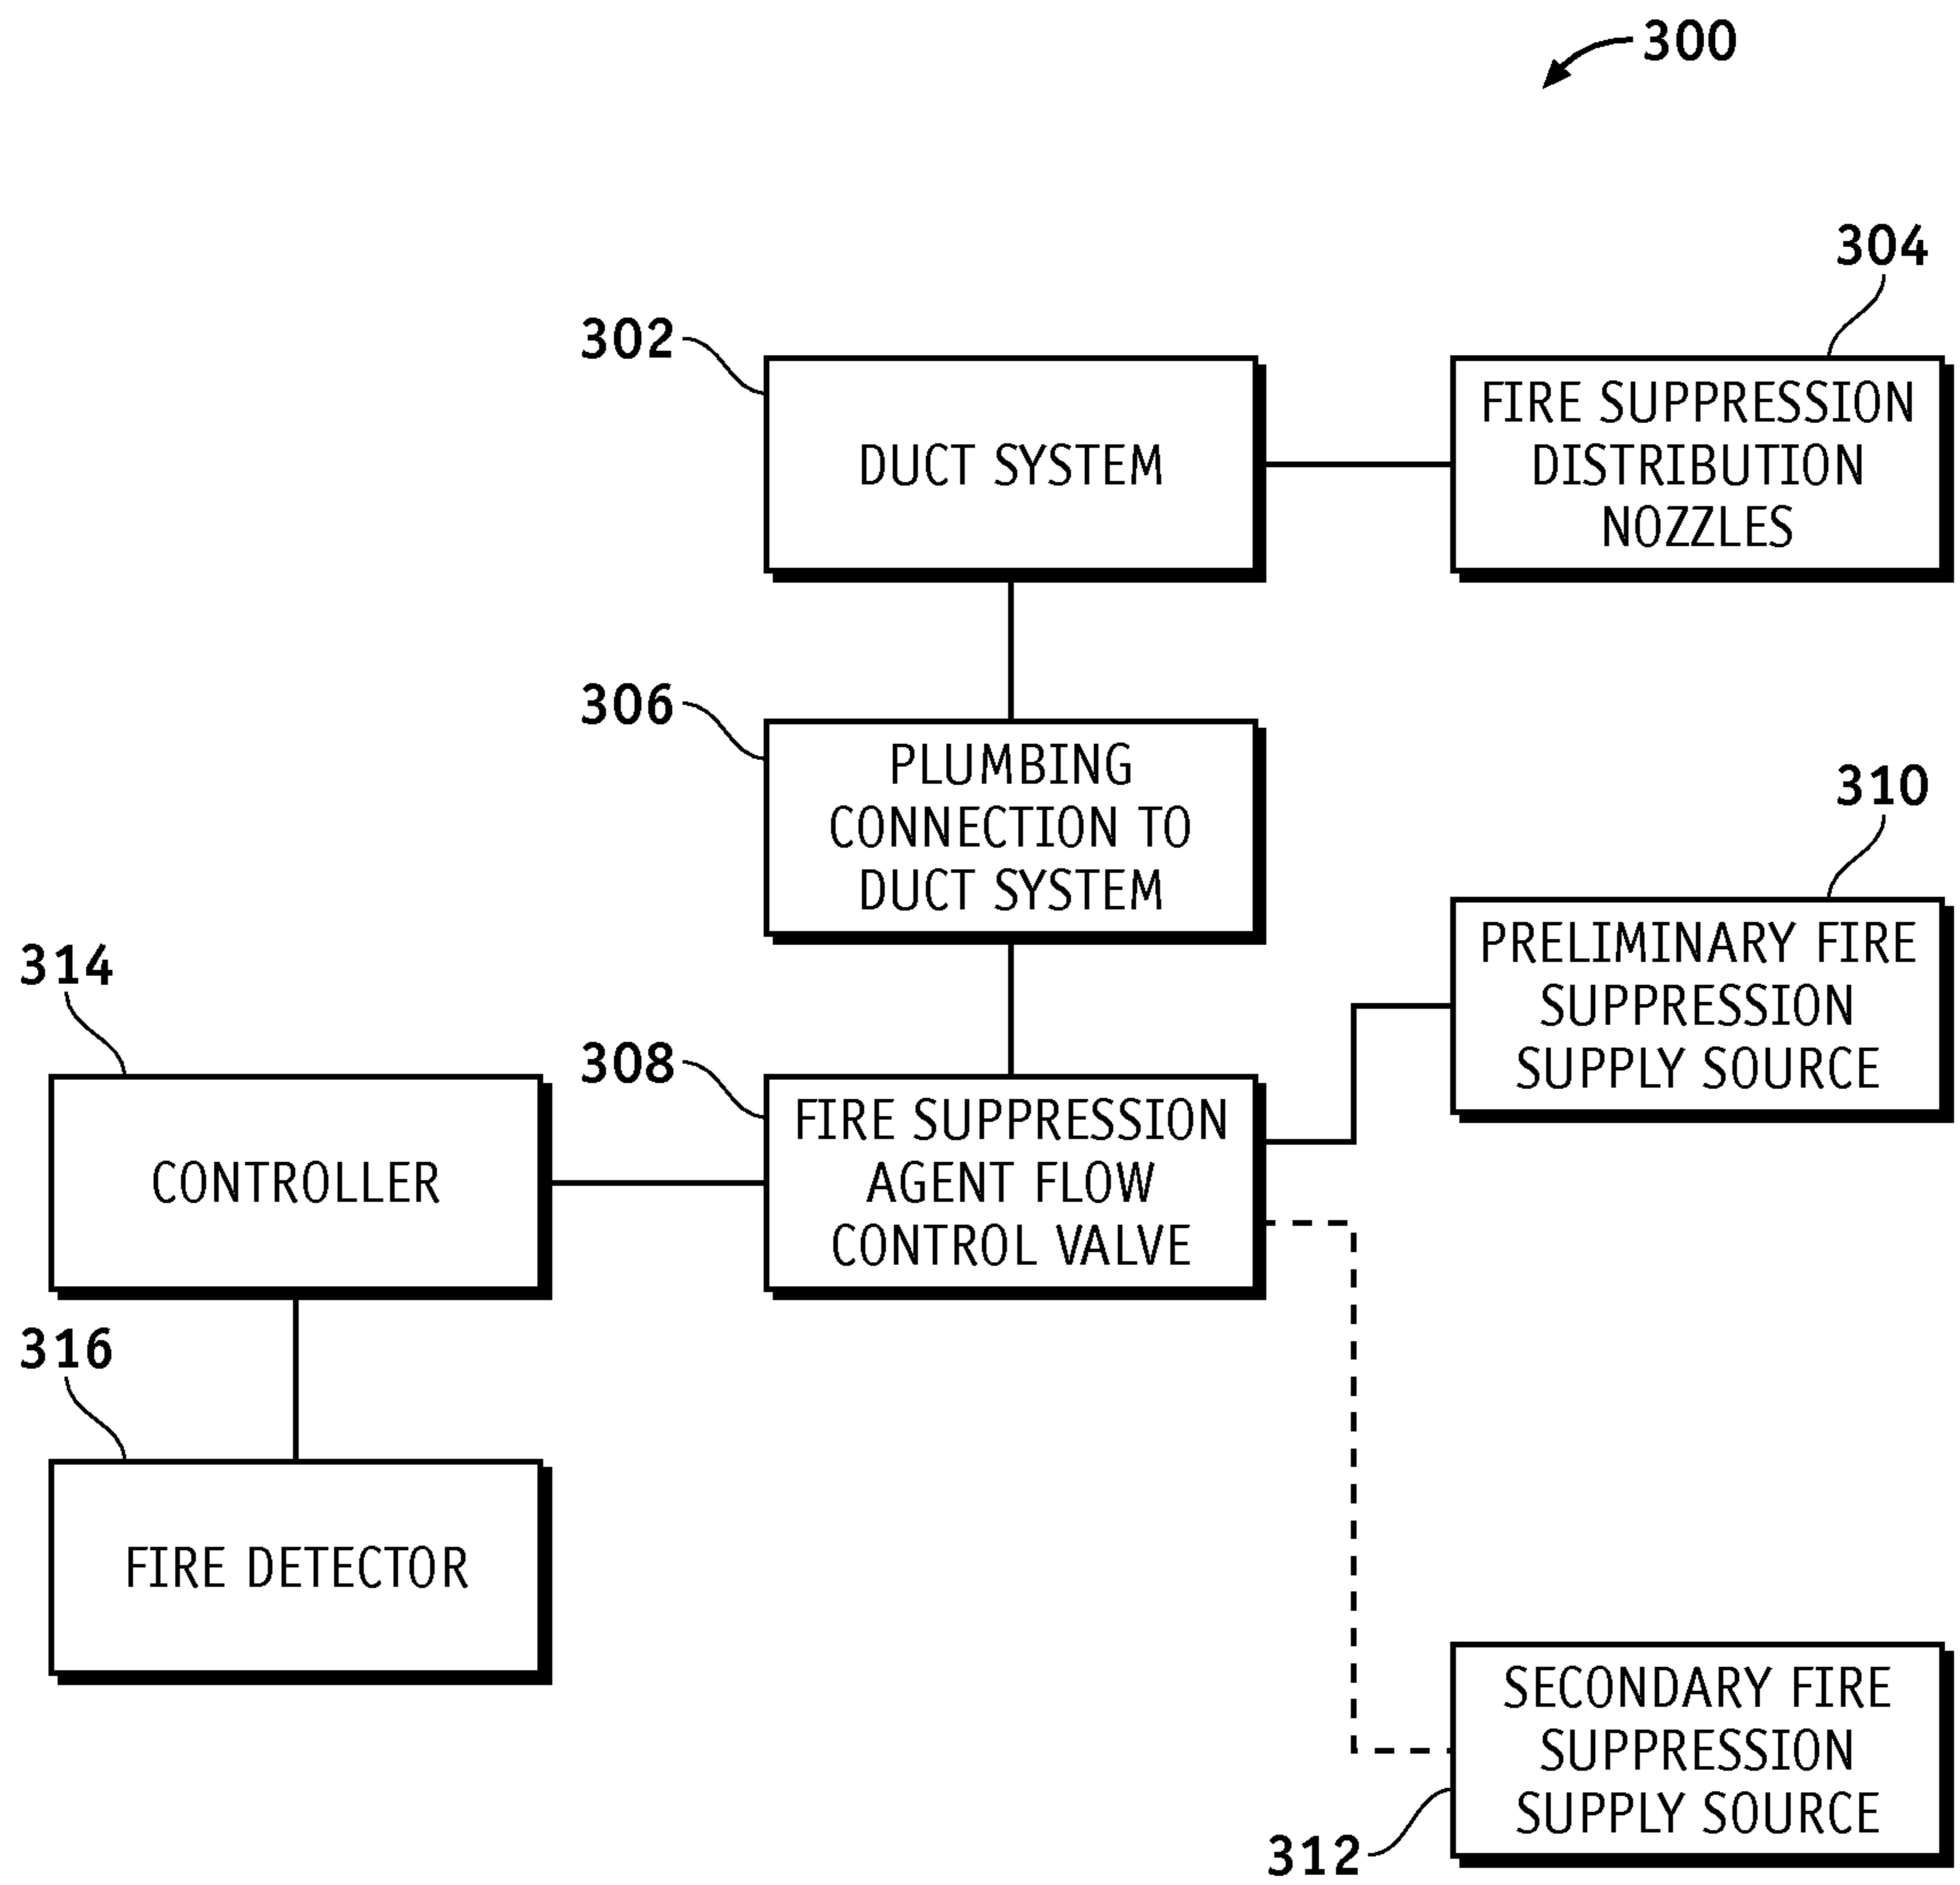 300
304
302
FIRE SUPPRESSION
DISTRIBUTION
NOZZLES
DUCT SYSTEM
306
PLUMBING
CONNECTION TO
DUCT SYSTEM
310
PRELIMINARY FIRE
SUPPRESSION
SUPPLY SOURCE
314
308
CONTROLLER
FIRE SUPPRESSION
AGENT FLOW
CONTROL VALVE
316
FIRE DETECTOR
SECONDARY FIRE
SUPPRESSION
SUPPLY SOURCE
312